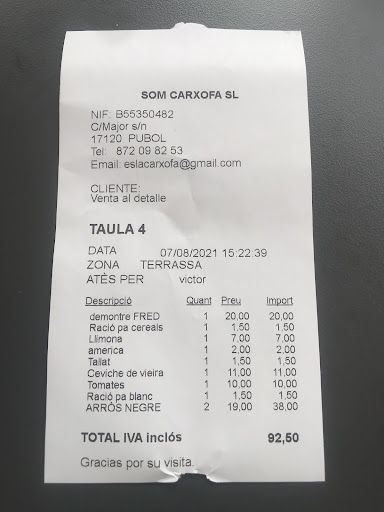 SOM CARXOFA SL
NIF: B55350482
C/Major s/n
17120 PUBOL
Tel: 872 09 82 53
Email: eslacarxofa@gmail.com
CLIENTE:
Venta al detalle
TAULA 4
DATA 07/08/2021 15:22:39
ZONA TERRASSA
ATÉS PER victor
Descripció Quant Preu Import
demontre FRED 1 20,00 20,00
Ració pa cereals 1 1,50 1,50
Llimona 1 7,00 7,00
america 1 2,00 2,00
Tallat 1 1,50 1,50
Ceviche de vieira 1 11,00 11,00
Tomates 1 10,00 10,00
Ració pa blanc 1 1,50 1,50
ARRÒS NEGRE 2 19,00 38,00
TOTAL IVA inclós 92,50
Gracias por su visita.